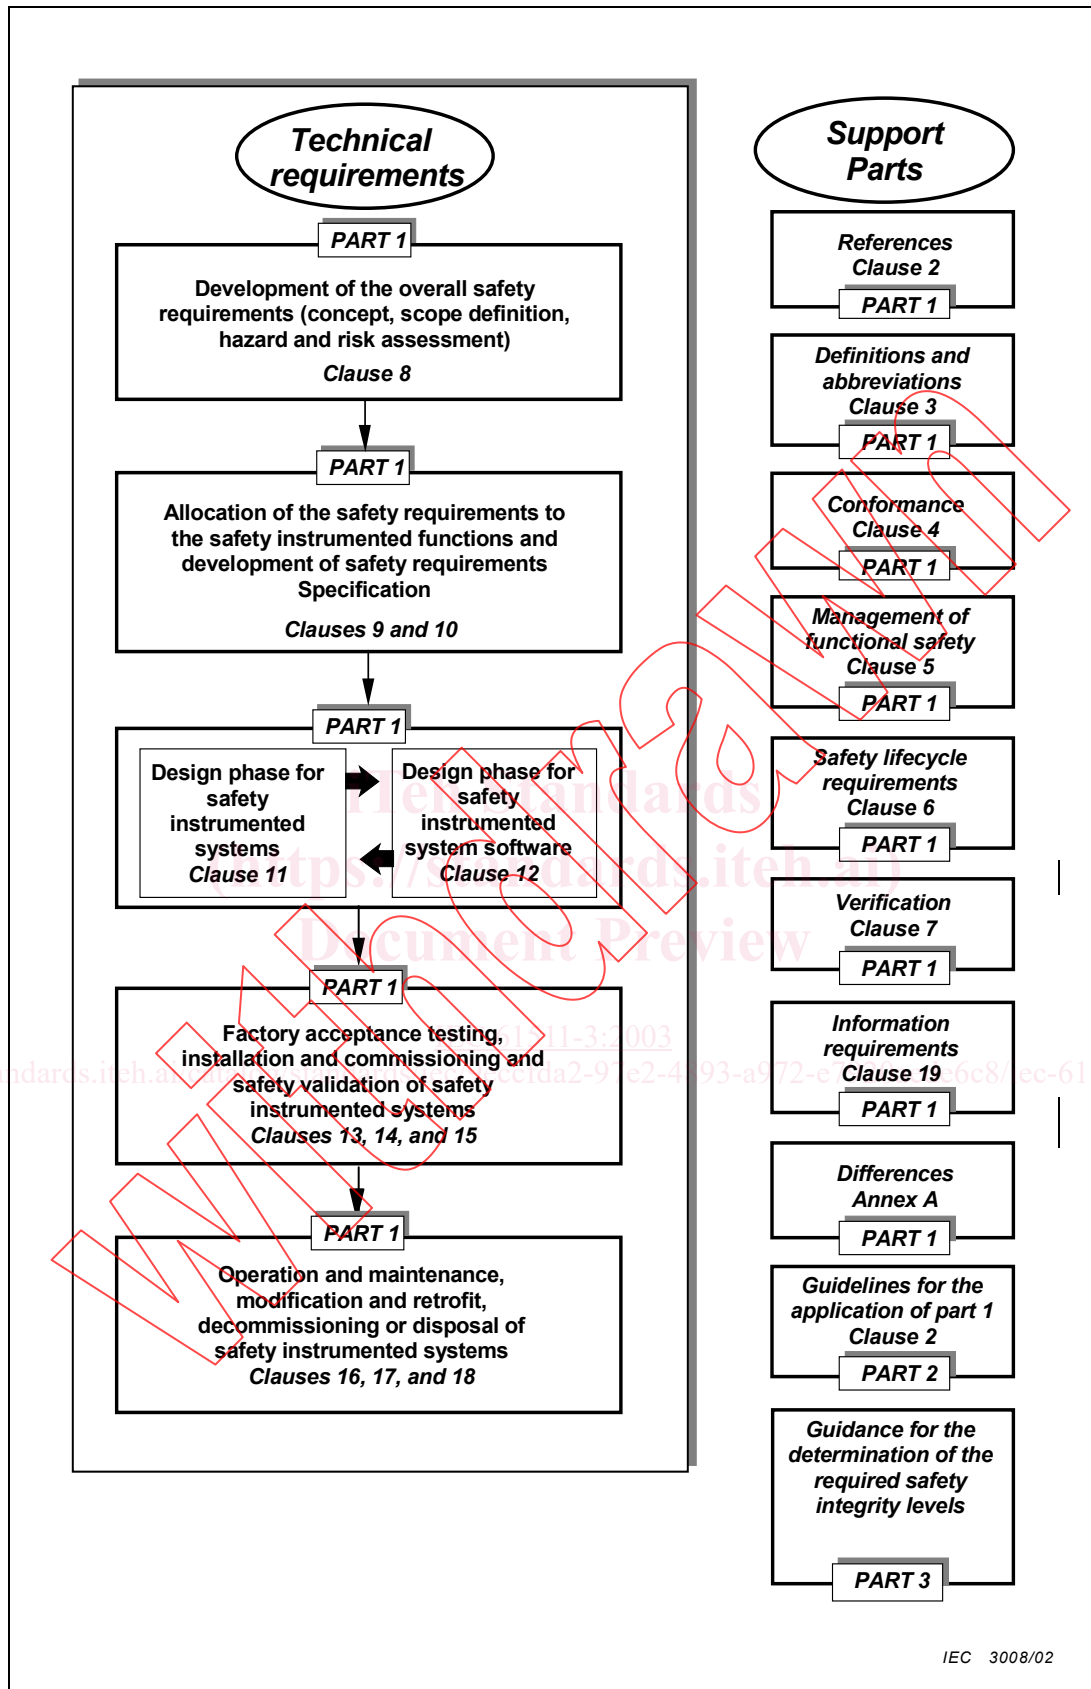 Technical
requirements
PART 1
Development of the overall safety
requirements (concept, scope definition,
hazard and risk assessment)
Clause 8
PART 1
Allocation of the safety requirements to
the safety instrumented functions and
development of safety requirements
Specification
Clauses 9 and 10
PART 1
Design phase for
safety
instrumented
systems
Clause 11
Design phase for
safety
instrumented
system software
Clause 12
PART 1
Factory acceptance testing,
installation and commissioning and
safety validation of safety
instrumented systems
Clauses 13, 14, and 15
PART 1
Operation and maintenance,
modification and retrofit,
decommissioning or disposal of
safety instrumented systems
Clauses 16, 17, and 18
Support
Parts
References
Clause 2
PART 1
Definitions and
abbreviations
Clause 3
PART 1
Conformance
Clause 4
PART 1
Management of
functional safety
Clause 5
PART 1
Safety lifecycle
requirements
Clause 6
PART 1
Verification
Clause 7
PART 1
Information
requirements
Clause 19
PART 1
Differences
Annex A
PART 1
Guidelines for the
application of part 1
Clause 2
PART 2
Guidance for the
determination of the
required safety
integrity levels
PART 3
IEC 3008/02
Withdrawn
iTeh Standards
(https://standards.iteh.ai)
Document Preview